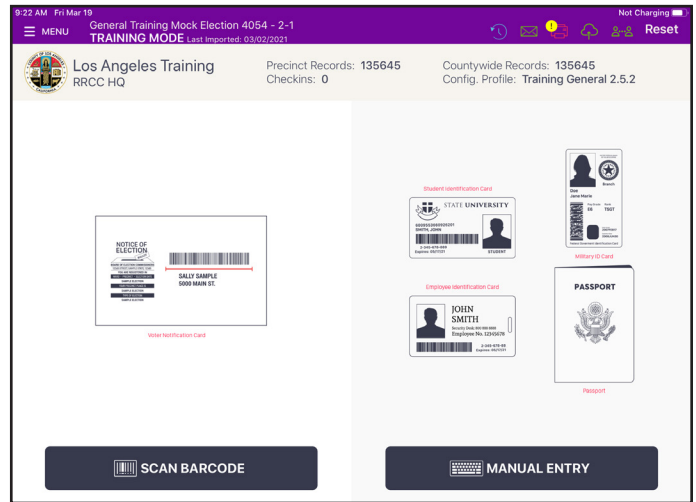 9:22 AM Fri Mar 19
Not Charging
MENU
General Training Mock Election 4054 - 2-1
TRAINING MODE Last Imported: 03/02/2021
Reset
Los Angeles Training
RRCC HQ
Precinct Records: 135645
Checkins: 0
Countywide Records: 135645
Config. Profile: Training General 2.5.2
NOTICE OF
ELECTION
SALLY SAMPLE
5000 MAIN ST.
Voter Notification Card
Student Identification Card
STATE UNIVERSITY
SMITH, JOHN
STUDENT
Branch
Doe
Jane Marie
Military ID Card
Employee Identification Card
JOHN
SMITH
Employee No. 12345678
PASSPORT
Passport
SCAN BARCODE
MANUAL ENTRY